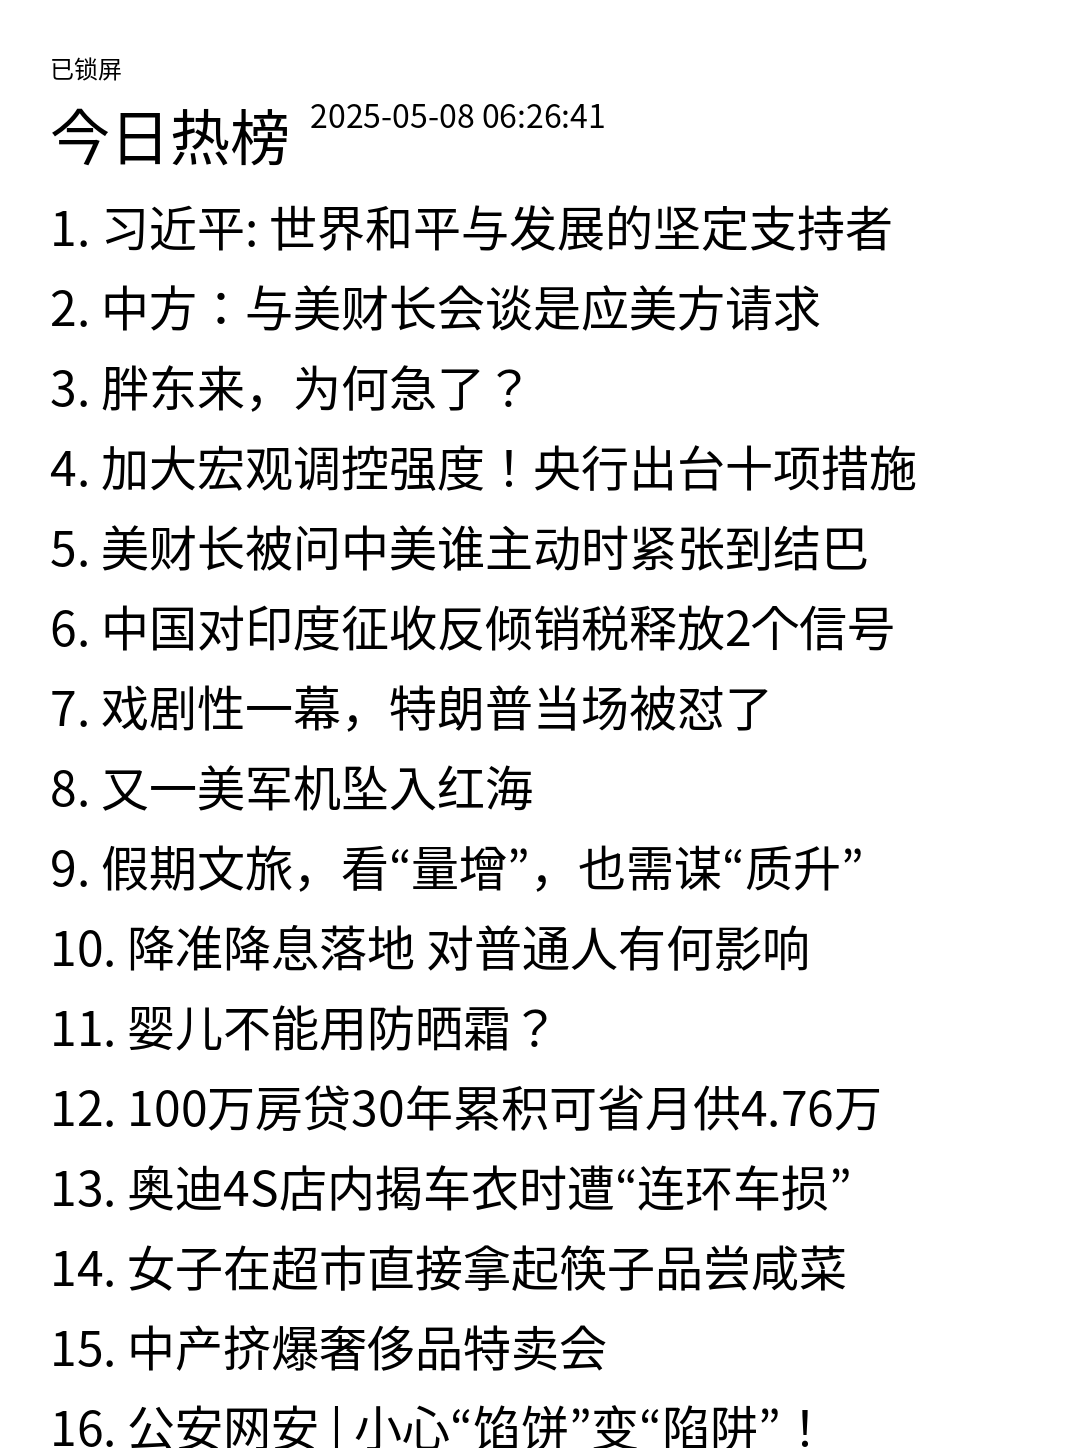 已锁屏
今日热榜 2025-05-08 06:26:41
1. 习近平: 世界和平与发展的坚定支持者
2. 中方：与美财长会谈是应美方请求
3. 胖东来，为何急了？
4. 加大宏观调控强度！央行出台十项措施
5. 美财长被问中美谁主动时紧张到结巴
6. 中国对印度征收反倾销税释放2个信号
7. 戏剧性一幕，特朗普当场被怼了
8. 又一美军机坠入红海
9. 假期文旅，看“量增”，也需谋“质升”
10. 降准降息落地 对普通人有何影响
11. 婴儿不能用防晒霜？
12. 100万房贷30年累积可省月供4.76万
13. 奥迪4S店内揭车衣时遭“连环车损”
14. 女子在超市直接拿起筷子品尝咸菜
15. 中产挤爆奢侈品特卖会
16. 公安网安 | 小心“馅饼”变“陷阱”！